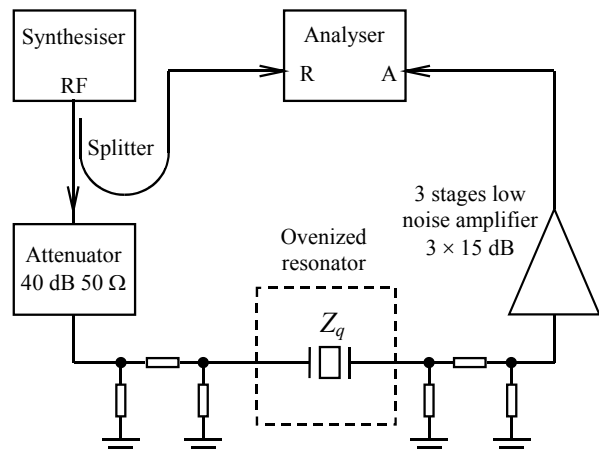 Synthesiser
RF
Analyser
R
A
Splitter
3 stages low
noise amplifier
3 × 15 dB
Attenuator
40 dB 50 Ω
Ovenized
resonator
Zq